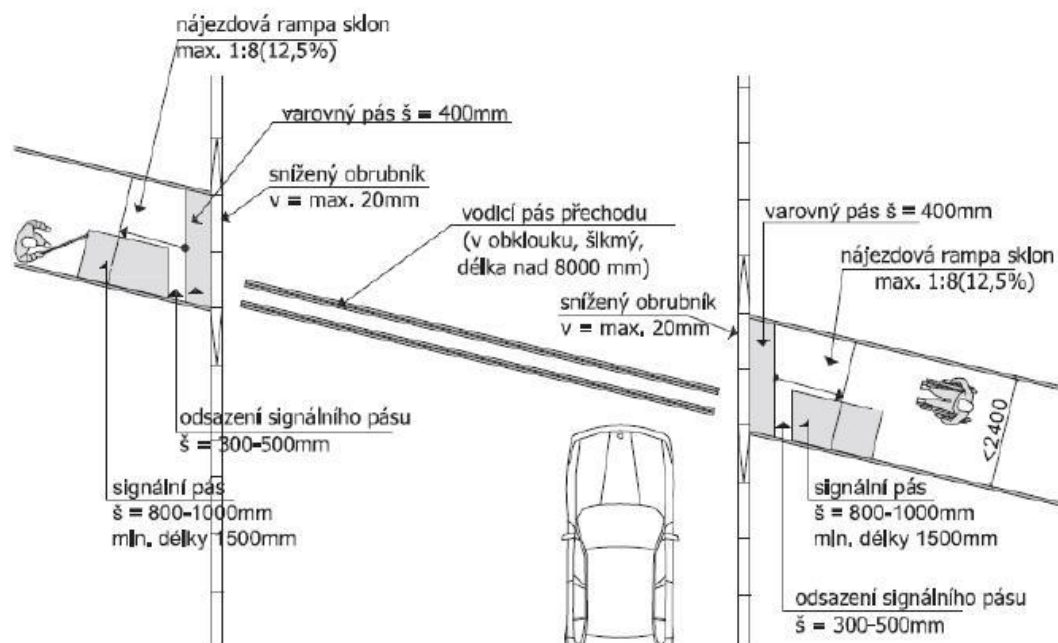 nájezdová rampa sklon
max. 1:8(12,5%)
varovný pás š = 400mm
snížený obrubník
v = max. 20mm
vodicí pás přechodu
(v obklouku, šikmý,
délka nad 8000 mm)
varovný pás š = 400mm
nájezdová rampa sklon
max. 1:8(12,5%)
snížený obrubník
v = max. 20mm
odsazení signálního pásu
š = 300-500mm
signální pás
š = 800-1000mm
min. délky 1500mm
<2400
signální pás
š = 800-1000mm
min. délky 1500mm
odsazení signálního pásu
š = 300-500mm